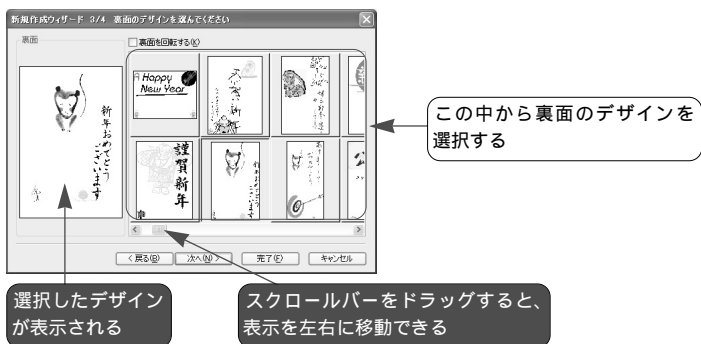 新規作成ウィザード 3/4 裏面のデザインを選んでください
裏面
裏面を回転する(K)
新年おめでとう
ございます
Happy
New Year
謹賀新年
この中から裏面のデザインを
選択する
< 戻る(B)
次へ(N) >
完了(F)
キャンセル
選択したデザイン
が表示される
スクロールバーをドラッグすると、
表示を左右に移動できる